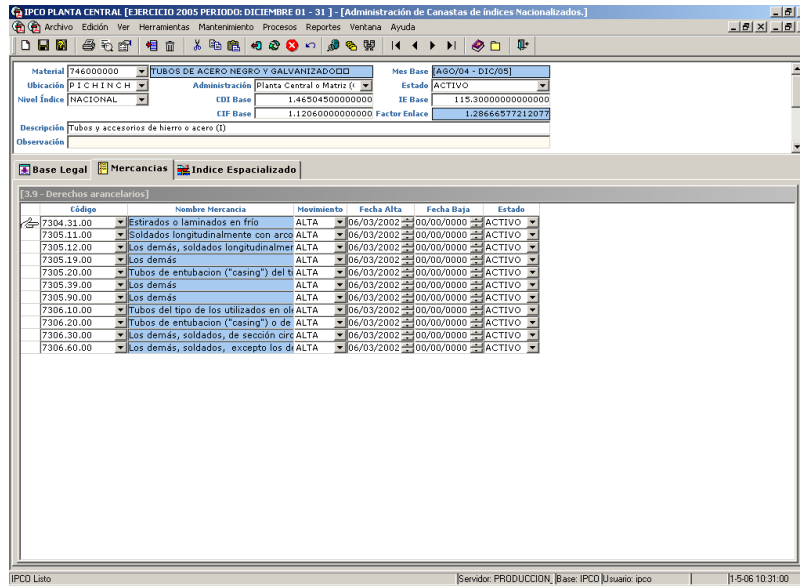 IPCO PLANTA CENTRAL [EJERCICIO 2005 PERIODO: DICIEMBRE 01 - 31 ] - [Administración de Canastas de índices Nacionalizados.]
Archivo Edición Ver Herramientas Mantenimiento Procesos Reportes Ventana Ayuda
Material 746000000 TUBOS DE ACERO NEGRO Y GALVANIZADO Mes Base [AGO/04 - DIC/05]
Ubicación PICHINCH Administración Planta Central o Matriz (I Estado ACTIVO
Nivel Índice NACIONAL CDI Base 1.46504500000000 IE Base 115.30000000000000
CIF Base 1.12060000000000 Factor Enlace 1.28666577212077
Descripción Tubos y accesorios de hierro o acero (I)
Observación
Base Legal Mercancias Indice Espacializado
[3.9 - Derechos arancelarios]
Código Nombre Mercancia Movimiento Fecha Alta Fecha Baja Estado
7304.31.00 Estirados o laminados en frío ALTA 06/03/2002 00/00/0000 ACTIVO
7305.11.00 Soldados longitudinalmente con arco ALTA 06/03/2002 00/00/0000 ACTIVO
7305.12.00 Los demás, soldados longitudinalmer ALTA 06/03/2002 00/00/0000 ACTIVO
7305.19.00 Los demás ALTA 06/03/2002 00/00/0000 ACTIVO
7305.20.00 Tubos de entubacion ("casing") del ti ALTA 06/03/2002 00/00/0000 ACTIVO
7305.39.00 Los demás ALTA 06/03/2002 00/00/0000 ACTIVO
7305.90.00 Los demás ALTA 06/03/2002 00/00/0000 ACTIVO
7306.10.00 Tubos del tipo de los utilizados en ole ALTA 06/03/2002 00/00/0000 ACTIVO
7306.20.00 Tubos de entubacion ("casing") o de ALTA 06/03/2002 00/00/0000 ACTIVO
7306.30.00 Los demás, soldados, de sección circ ALTA 06/03/2002 00/00/0000 ACTIVO
7306.60.00 Los demás, soldados, excepto los de ALTA 06/03/2002 00/00/0000 ACTIVO
IPCO Listo Servidor: PRODUCCION_ Base: IPCO Usuario: ipco 1-5-06 10:31:00